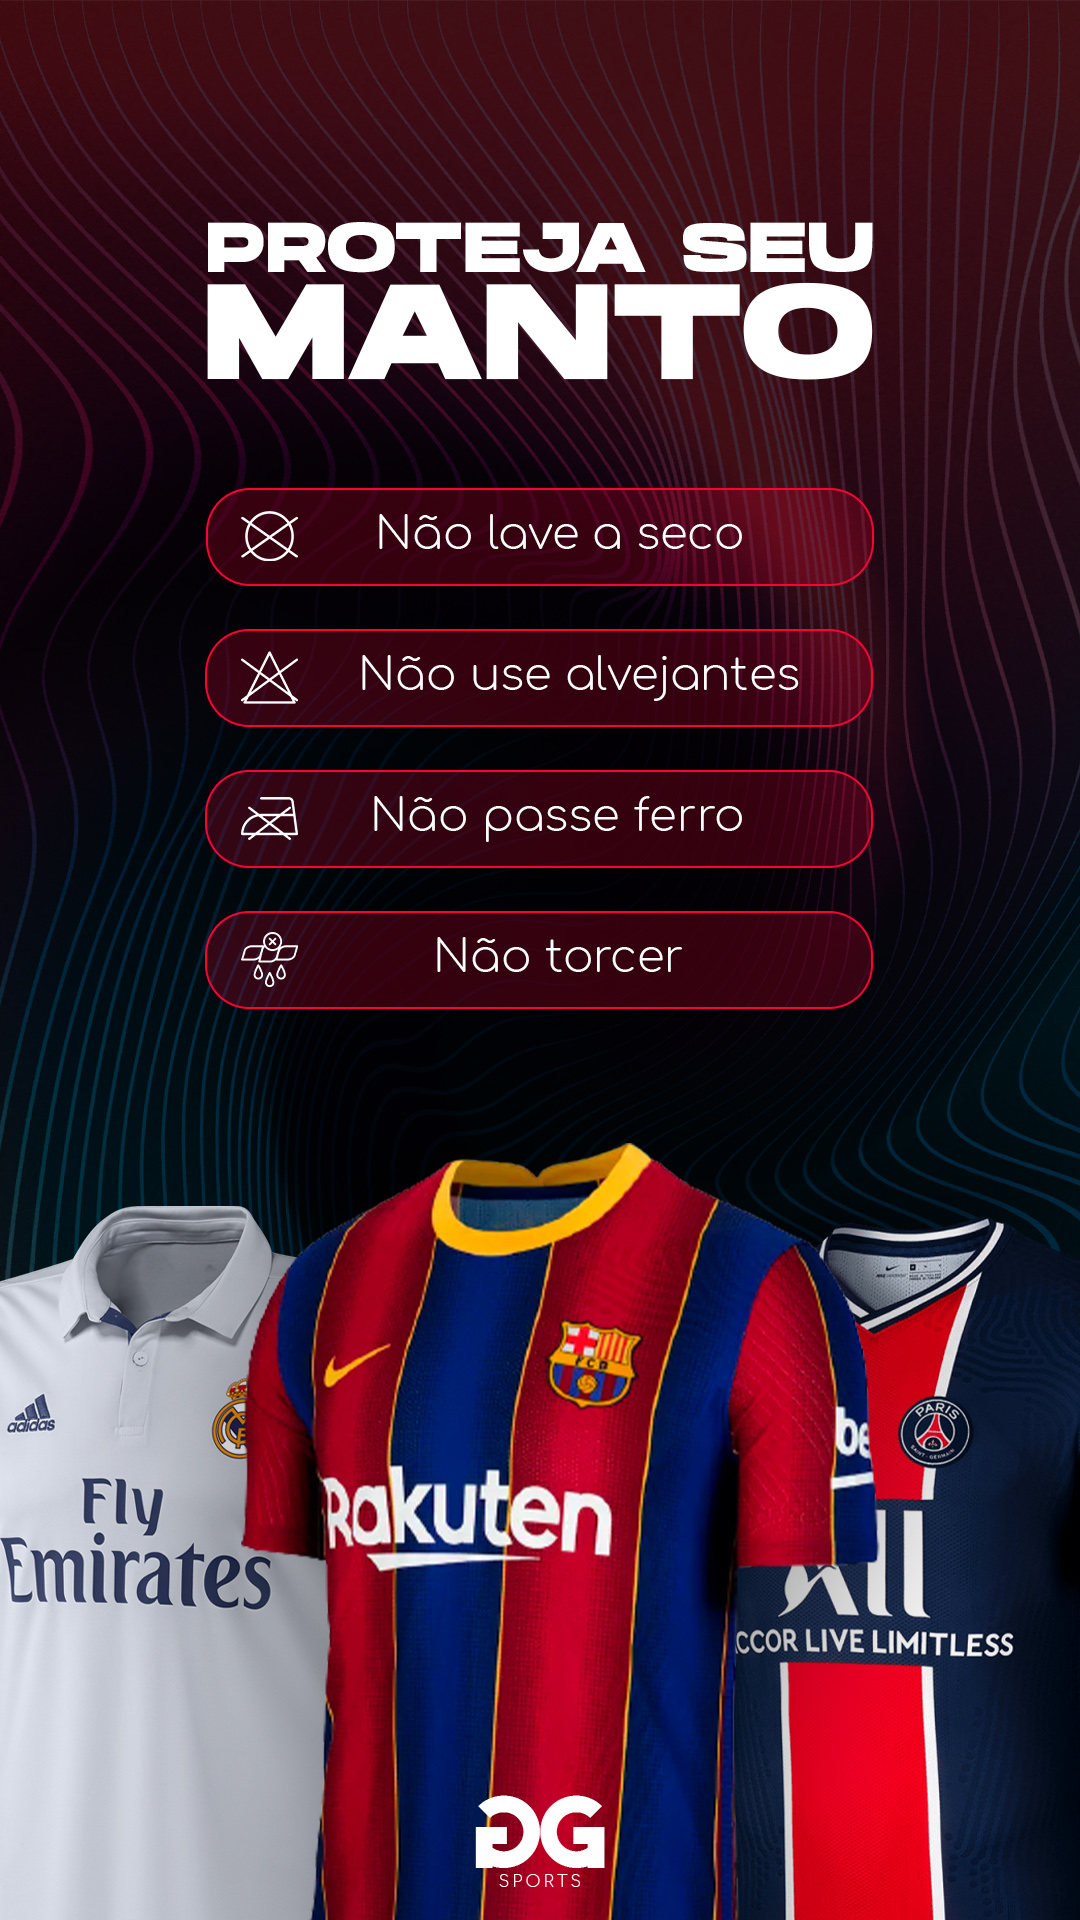 PROTEJA SEU
MANTO
Não lave a seco
Não use alvejantes
Não passe ferro
Não torcer
adidas
Fly
Emirates
FCB
Rakuten
be
PARIS
SAINT-GERMAIN
All
CCOR LIVE LIMITLESS
GG
SPORTS